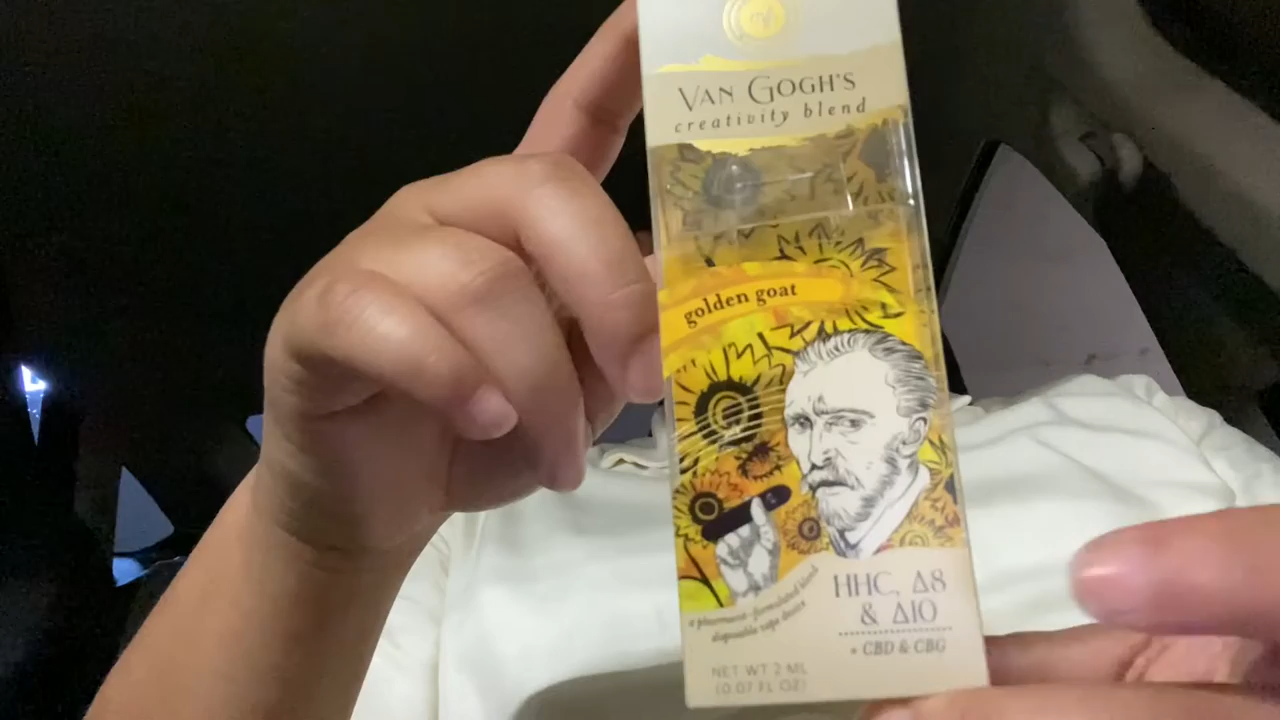 VAN GOGH'S
creativity blend
golden goat
a pharmacist-formulated blend
disposable vape device
HHC, Δ8
& Δ10
+ CBD & CBG
NET WT 2 ML
(0.07 FL OZ)